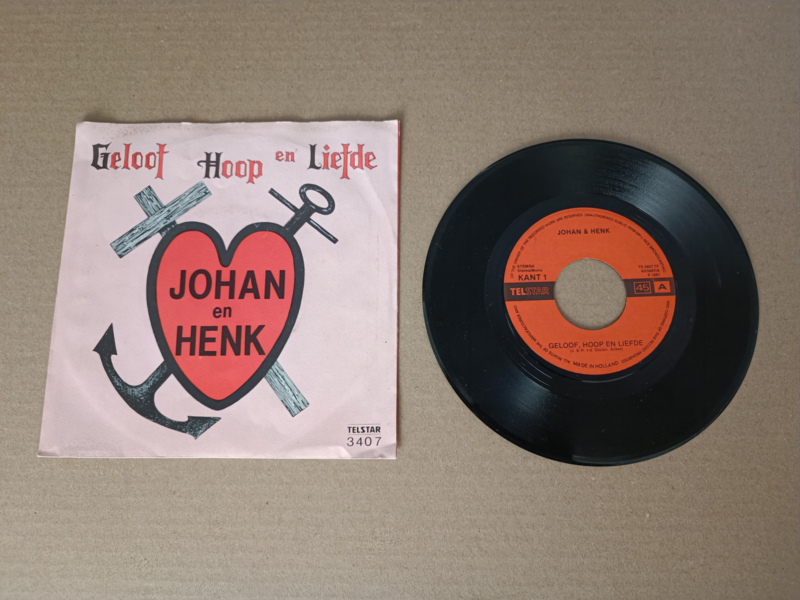 Geloof Hoop en Liefde
JOHAN
en
HENK
TELSTAR
3407
JOHAN & HENK
STEMRA
KANT 1
TELSTAR
45 A
GELOOF, HOOP EN LIEFDE
MADE IN HOLLAND